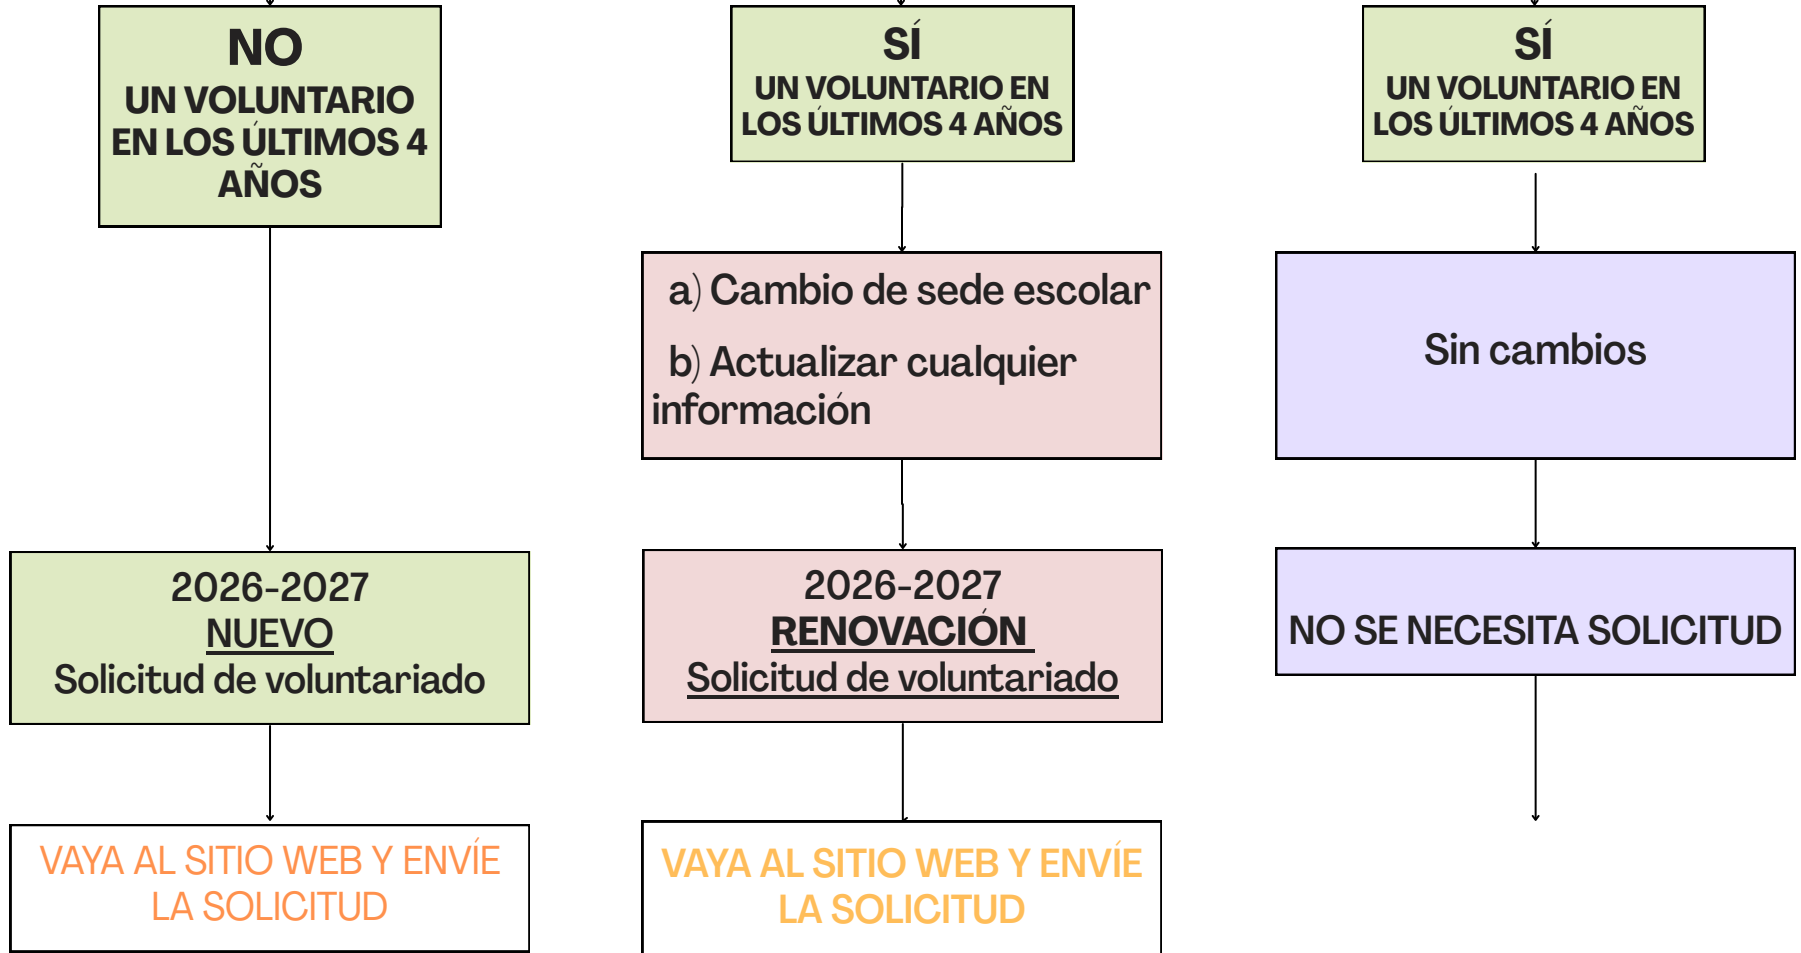 NO
UN VOLUNTARIO
EN LOS ÚLTIMOS 4
AÑOS
SÍ
UN VOLUNTARIO EN
LOS ÚLTIMOS 4 AÑOS
SÍ
UN VOLUNTARIO EN
LOS ÚLTIMOS 4 AÑOS
a) Cambio de sede escolar
b) Actualizar cualquier
información
Sin cambios
2026-2027
NUEVO
Solicitud de voluntariado
2026-2027
RENOVACIÓN
Solicitud de voluntariado
NO SE NECESITA SOLICITUD
VAYA AL SITIO WEB Y ENVÍE
LA SOLICITUD
VAYA AL SITIO WEB Y ENVÍE
LA SOLICITUD